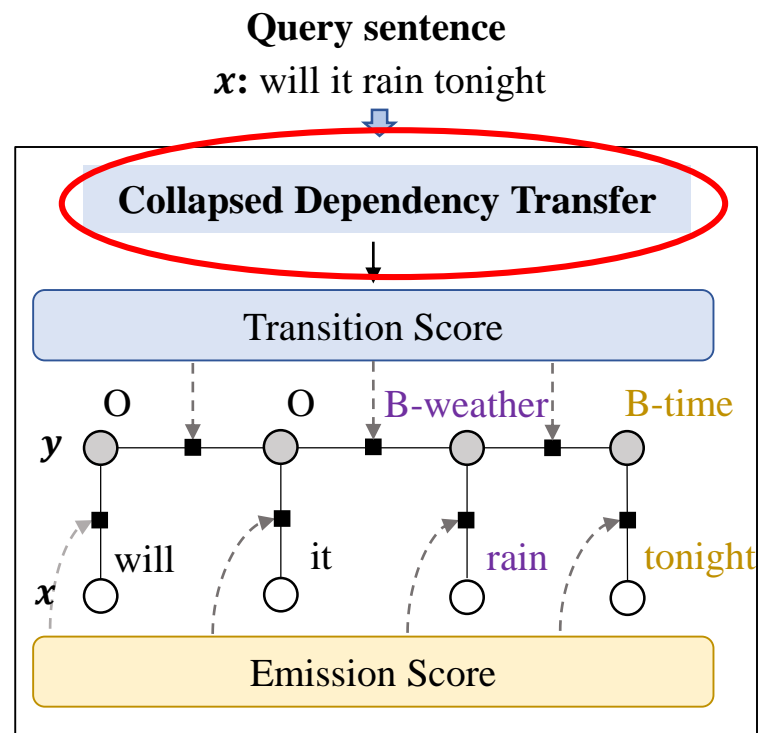 Query sentence
x: will it rain tonight
Collapsed Dependency Transfer
Transition Score
O O B-weather B-time
y
will it rain tonight
x
Emission Score